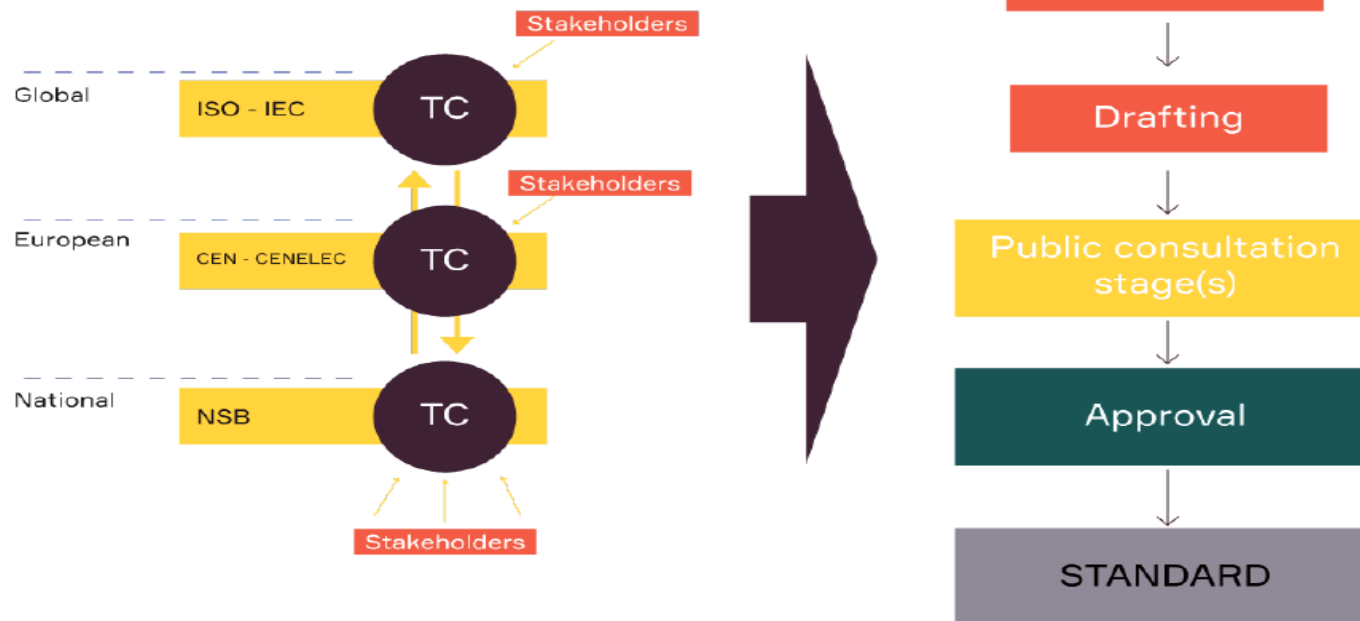 Stakeholders
Global
ISO - IEC
TC
Stakeholders
European
CEN - CENELEC
TC
National
NSB
TC
Stakeholders
Drafting
Public consultation
stage(s)
Approval
STANDARD